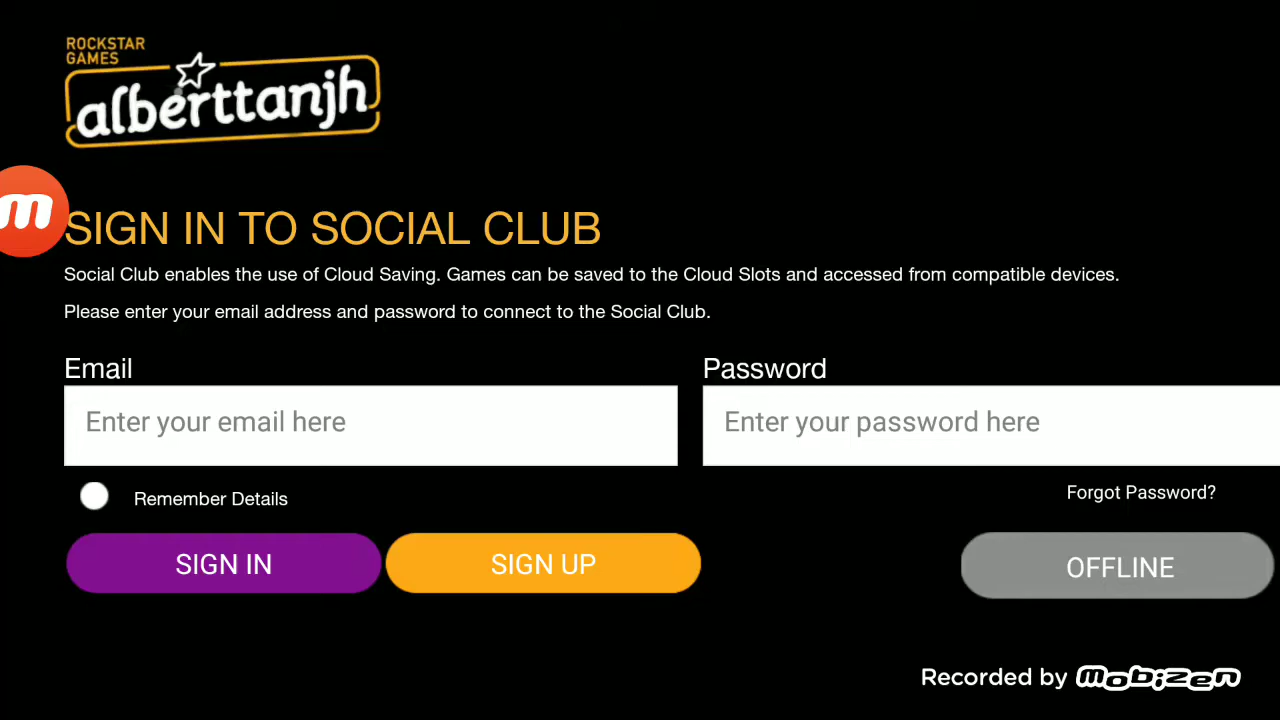 ROCKSTAR
GAMES
alberttanjh
m
SIGN IN TO SOCIAL CLUB
Social Club enables the use of Cloud Saving. Games can be saved to the Cloud Slots and accessed from compatible devices.
Please enter your email address and password to connect to the Social Club.
Email Password
Enter your email here Enter your password here
Remember Details Forgot Password?
SIGN IN SIGN UP OFFLINE
Recorded by mobizen